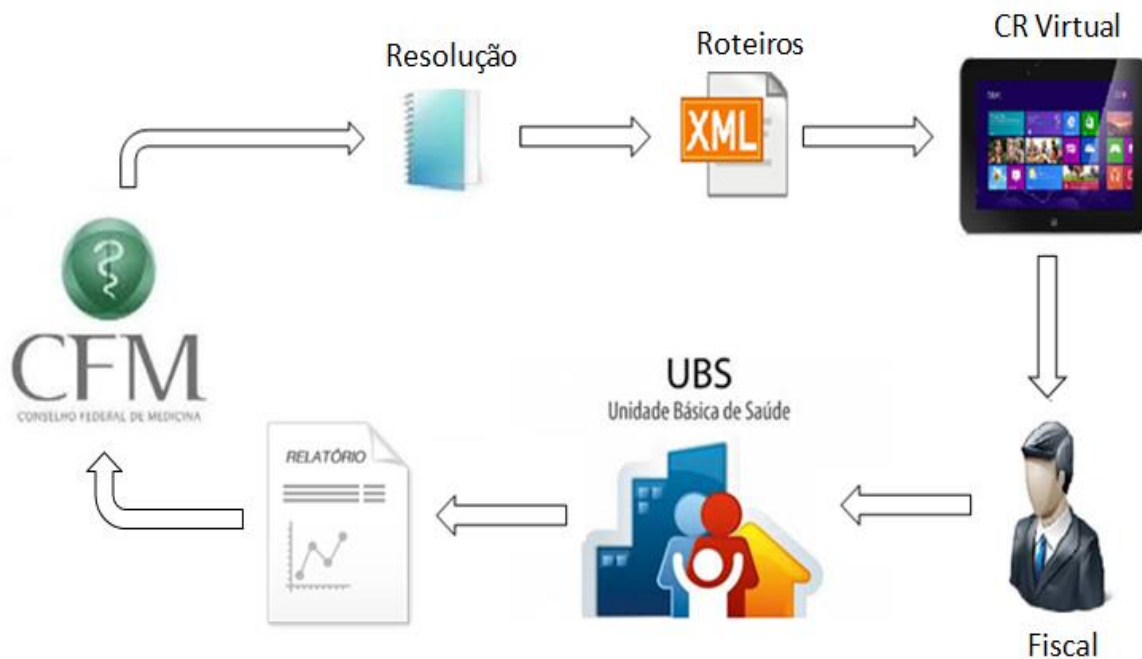 CR Virtual
Roteiros
Resolução
XML
CFM
CONSELHO FEDERAL DE MEDICINA
UBS
Unidade Básica de Saúde
RELATÓRIO
Fiscal